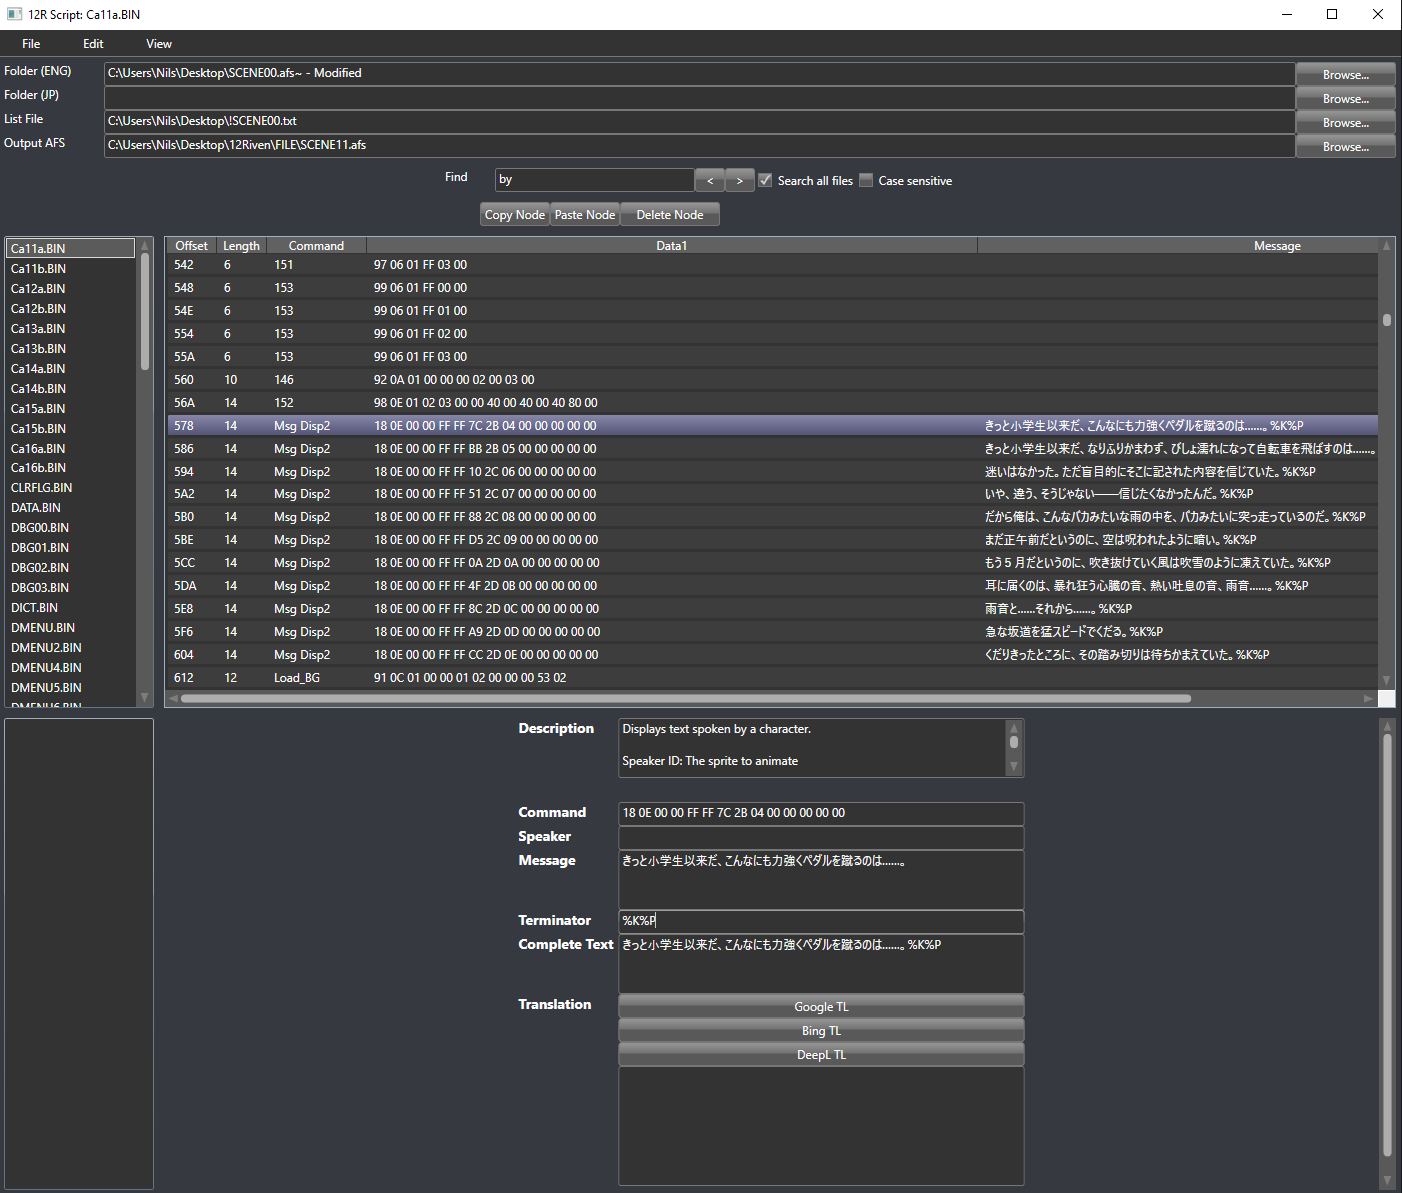 12R Script: Ca11a.BIN
File Edit View
Folder (ENG) C:\Users\Nils\Desktop\SCENE00.afs~ - Modified Browse...
Folder (JP) Browse...
List File C:\Users\Nils\Desktop\!SCENE00.txt Browse...
Output AFS C:\Users\Nils\Desktop\12Riven\FILE\SCENE11.afs Browse...
Find by < > Search all files Case sensitive
Copy Node Paste Node Delete Node
Ca11a.BIN
Ca11b.BIN
Ca12a.BIN
Ca12b.BIN
Ca13a.BIN
Ca13b.BIN
Ca14a.BIN
Ca14b.BIN
Ca15a.BIN
Ca15b.BIN
Ca16a.BIN
Ca16b.BIN
CLRFLG.BIN
DATA.BIN
DBG00.BIN
DBG01.BIN
DBG02.BIN
DBG03.BIN
DICT.BIN
DMENU.BIN
DMENU2.BIN
DMENU4.BIN
DMENU5.BIN
DMENU6.BIN
Offset Length Command Data1 Message
542 6 151 97 06 01 FF 03 00
548 6 153 99 06 01 FF 00 00
54E 6 153 99 06 01 FF 01 00
554 6 153 99 06 01 FF 02 00
55A 6 153 99 06 01 FF 03 00
560 10 146 92 0A 01 00 00 00 02 00 03 00
56A 14 152 98 0E 01 02 03 00 00 40 00 40 00 40 80 00
578 14 Msg Disp2 18 0E 00 00 FF FF 7C 2B 04 00 00 00 00 00 きっと小学生以来だ、こんなにも力強くペダルを蹴るのは……。%K%P
586 14 Msg Disp2 18 0E 00 00 FF FF BB 2B 05 00 00 00 00 00 きっと小学生以来だ、なりふりかまわず、びしょ濡れになって自転車を飛ばすのは……。
594 14 Msg Disp2 18 0E 00 00 FF FF 10 2C 06 00 00 00 00 00 迷いはなかった。ただ盲目的にそこに記された内容を信じていた。%K%P
5A2 14 Msg Disp2 18 0E 00 00 FF FF 51 2C 07 00 00 00 00 00 いや、違う、そうじゃない――信じたくなかったんだ。%K%P
5B0 14 Msg Disp2 18 0E 00 00 FF FF 88 2C 08 00 00 00 00 00 だから俺は、こんなバカみたいな雨の中を、バカみたいに突っ走っているのだ。%K%P
5BE 14 Msg Disp2 18 0E 00 00 FF FF D5 2C 09 00 00 00 00 00 まだ正午前だというのに、空は呪われたように暗い。%K%P
5CC 14 Msg Disp2 18 0E 00 00 FF FF 0A 2D 0A 00 00 00 00 00 もう５月だというのに、吹き抜けていく風は吹雪のように凍えていた。%K%P
5DA 14 Msg Disp2 18 0E 00 00 FF FF 4F 2D 0B 00 00 00 00 00 耳に届くのは、暴れ狂う心臓の音、熱い吐息の音、雨音……。%K%P
5E8 14 Msg Disp2 18 0E 00 00 FF FF 8C 2D 0C 00 00 00 00 00 雨音と……それから……。%K%P
5F6 14 Msg Disp2 18 0E 00 00 FF FF A9 2D 0D 00 00 00 00 00 急な坂道を猛スピードでくだる。%K%P
604 14 Msg Disp2 18 0E 00 00 FF FF CC 2D 0E 00 00 00 00 00 くだりきったところに、その踏み切りは待ちかまえていた。%K%P
612 12 Load_BG 91 0C 01 00 00 01 02 00 00 00 53 02
Description Displays text spoken by a character.
Speaker ID: The sprite to animate
Command 18 0E 00 00 FF FF 7C 2B 04 00 00 00 00 00
Speaker
Message きっと小学生以来だ、こんなにも力強くペダルを蹴るのは……。
Terminator %K%P
Complete Text きっと小学生以来だ、こんなにも力強くペダルを蹴るのは……。%K%P
Translation Google TL
Bing TL
DeepL TL